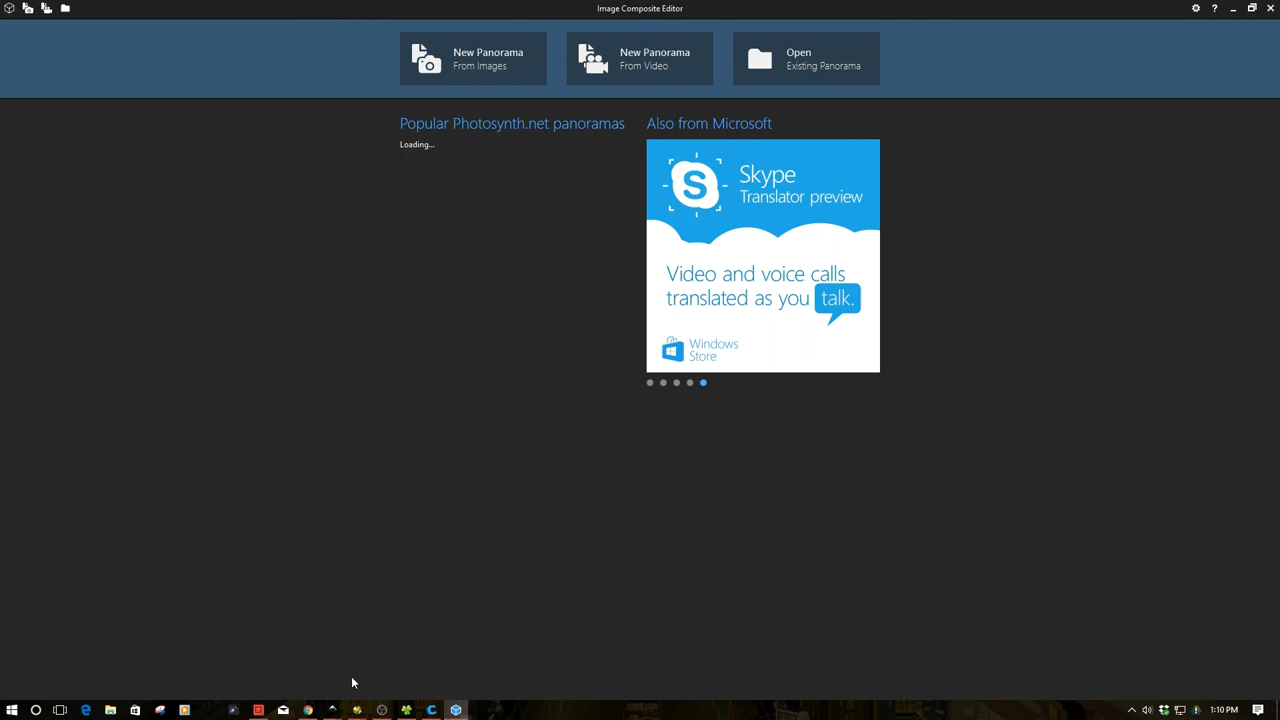 Image Composite Editor
New Panorama
From Images
New Panorama
From Video
Open
Existing Panorama
Popular Photosynth.net panoramas
Loading...
Also from Microsoft
Skype
Translator preview
Video and voice calls
translated as you talk.
Windows
Store
1:10 PM